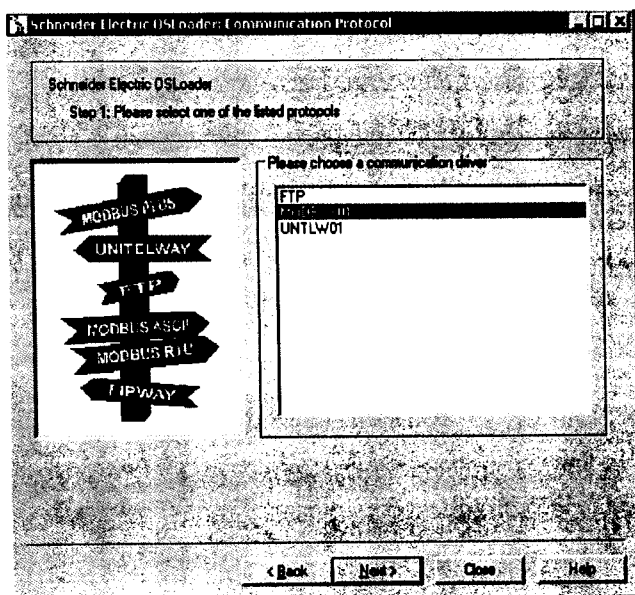 Schneider Electric OSLoader: Communication Protocol
Schneider Electric OSLoader
Step 1: Please select one of the listed protocols
Please choose a communication driver
FTP
UNTLW01
MODBUS PLUS
UNITELWAY
FTP
MODBUS ASCII
MODBUS RTU
FIPWAY
< Back
Next >
Close
Help